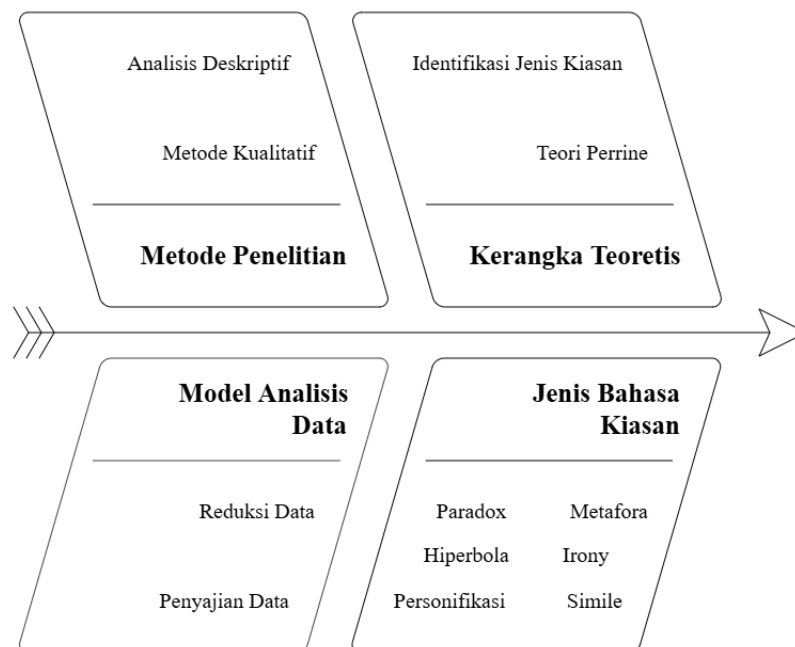 Analisis Deskriptif
Metode Kualitatif
Metode Penelitian
Identifikasi Jenis Kiasan
Teori Perrine
Kerangka Teoretis
Model Analisis
Data
Reduksi Data
Penyajian Data
Jenis Bahasa
Kiasan
Paradox Metafora
Hiperbola Irony
Personifikasi Simile